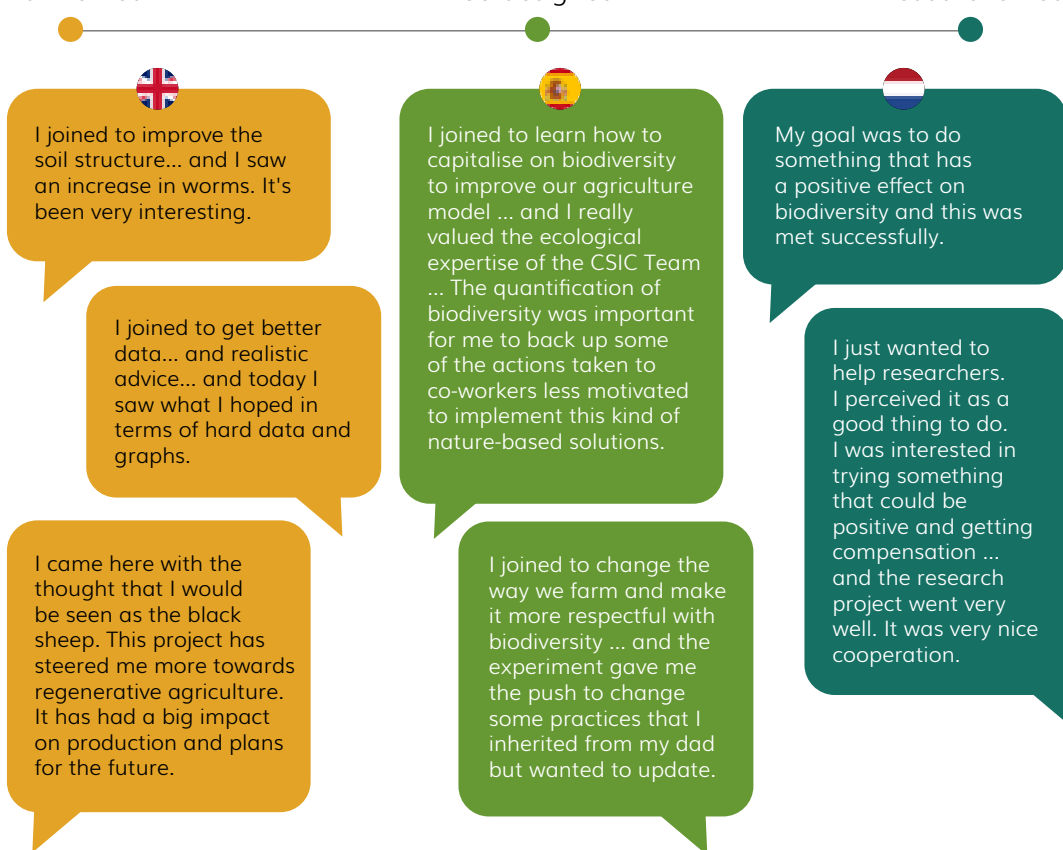 I joined to improve the
soil structure... and I saw
an increase in worms. It's
been very interesting.
I joined to get better
data... and realistic
advice... and today I
saw what I hoped in
terms of hard data and
graphs.
I came here with the
thought that I would
be seen as the black
sheep. This project has
steered me more towards
regenerative agriculture.
It has had a big impact
on production and plans
for the future.
I joined to learn how to
capitalise on biodiversity
to improve our agriculture
model ... and I really
valued the ecological
expertise of the CSIC Team
... The quantification of
biodiversity was important
for me to back up some
of the actions taken to
co-workers less motivated
to implement this kind of
nature-based solutions.
I joined to change the
way we farm and make
it more respectful with
biodiversity ... and the
experiment gave me
the push to change
some practices that I
inherited from my dad
but wanted to update.
My goal was to do
something that has
a positive effect on
biodiversity and this was
met successfully.
I just wanted to
help researchers.
I perceived it as a
good thing to do.
I was interested in
trying something
that could be
positive and getting
compensation ...
and the research
project went very
well. It was very nice
cooperation.